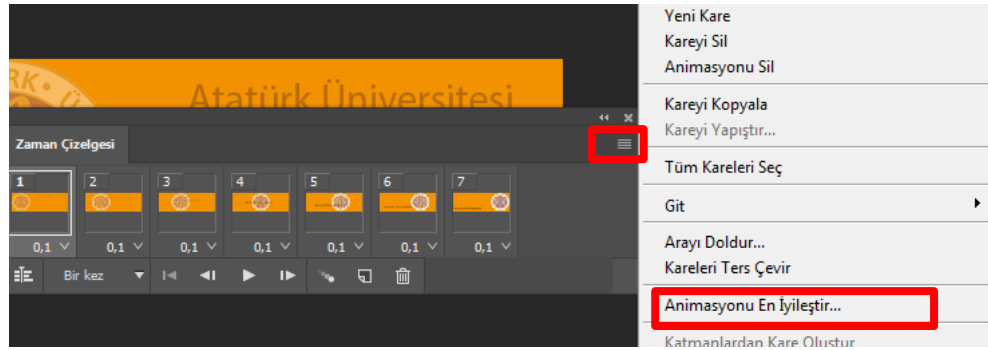 RK. Ü
Atatürk Üniversitesi
Zaman Çizelgesi
1 2 3 4 5 6 7
0,1 0,1 0,1 0,1 0,1 0,1 0,1
Bir kez
Yeni Kare
Kareyi Sil
Animasyonu Sil
Kareyi Kopyala
Kareyi Yapıştır...
Tüm Kareleri Seç
Git
Arayı Doldur...
Kareleri Ters Çevir
Animasyonu En İyileştir...
Katmanlardan Kare Oluştur